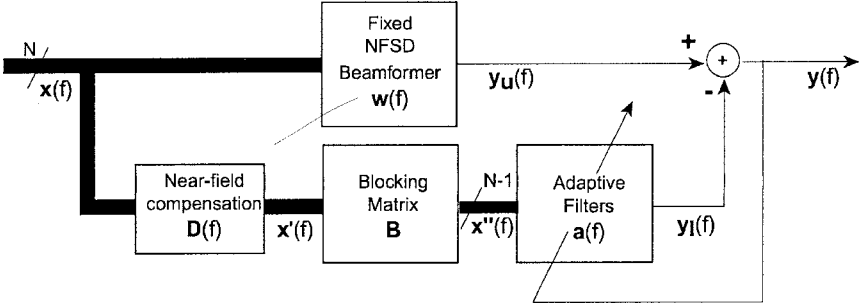 N
x(f)
Fixed
NFSD
Beamformer
w(f)
yu(f)
+
+
-
y(f)
Near-field
compensation
D(f)
x'(f)
Blocking
Matrix
B
N-1
x''(f)
Adaptive
Filters
a(f)
yl(f)